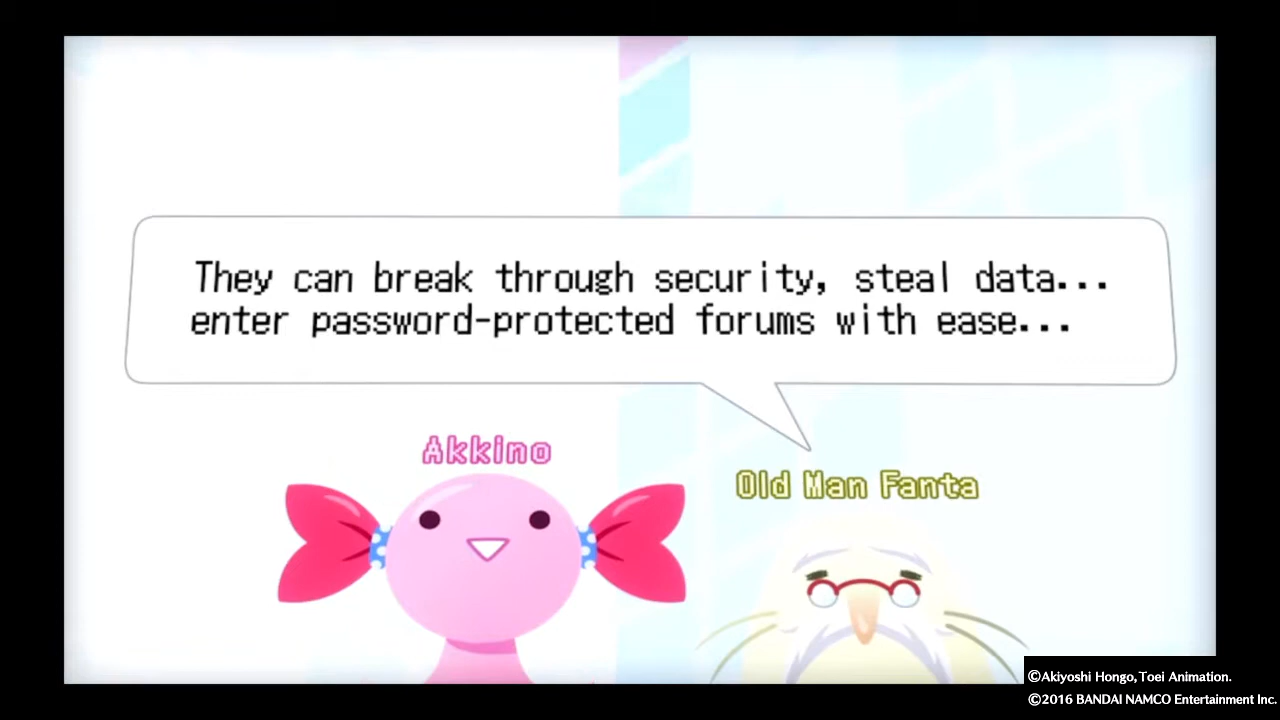 They can break through security, steal data...
enter password-protected forums with ease...
Akkino
Old Man Fanta
©Akiyoshi Hongo, Toei Animation.
©2016 BANDAI NAMCO Entertainment Inc.